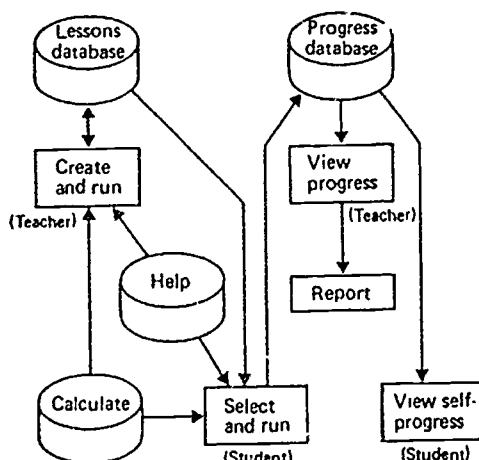 Lessons
database
Progress
database
Create
and run
(Teacher)
View
progress
(Teacher)
Help
Report
Calculate
Select
and run
(Student)
View self-
progress
(Student)